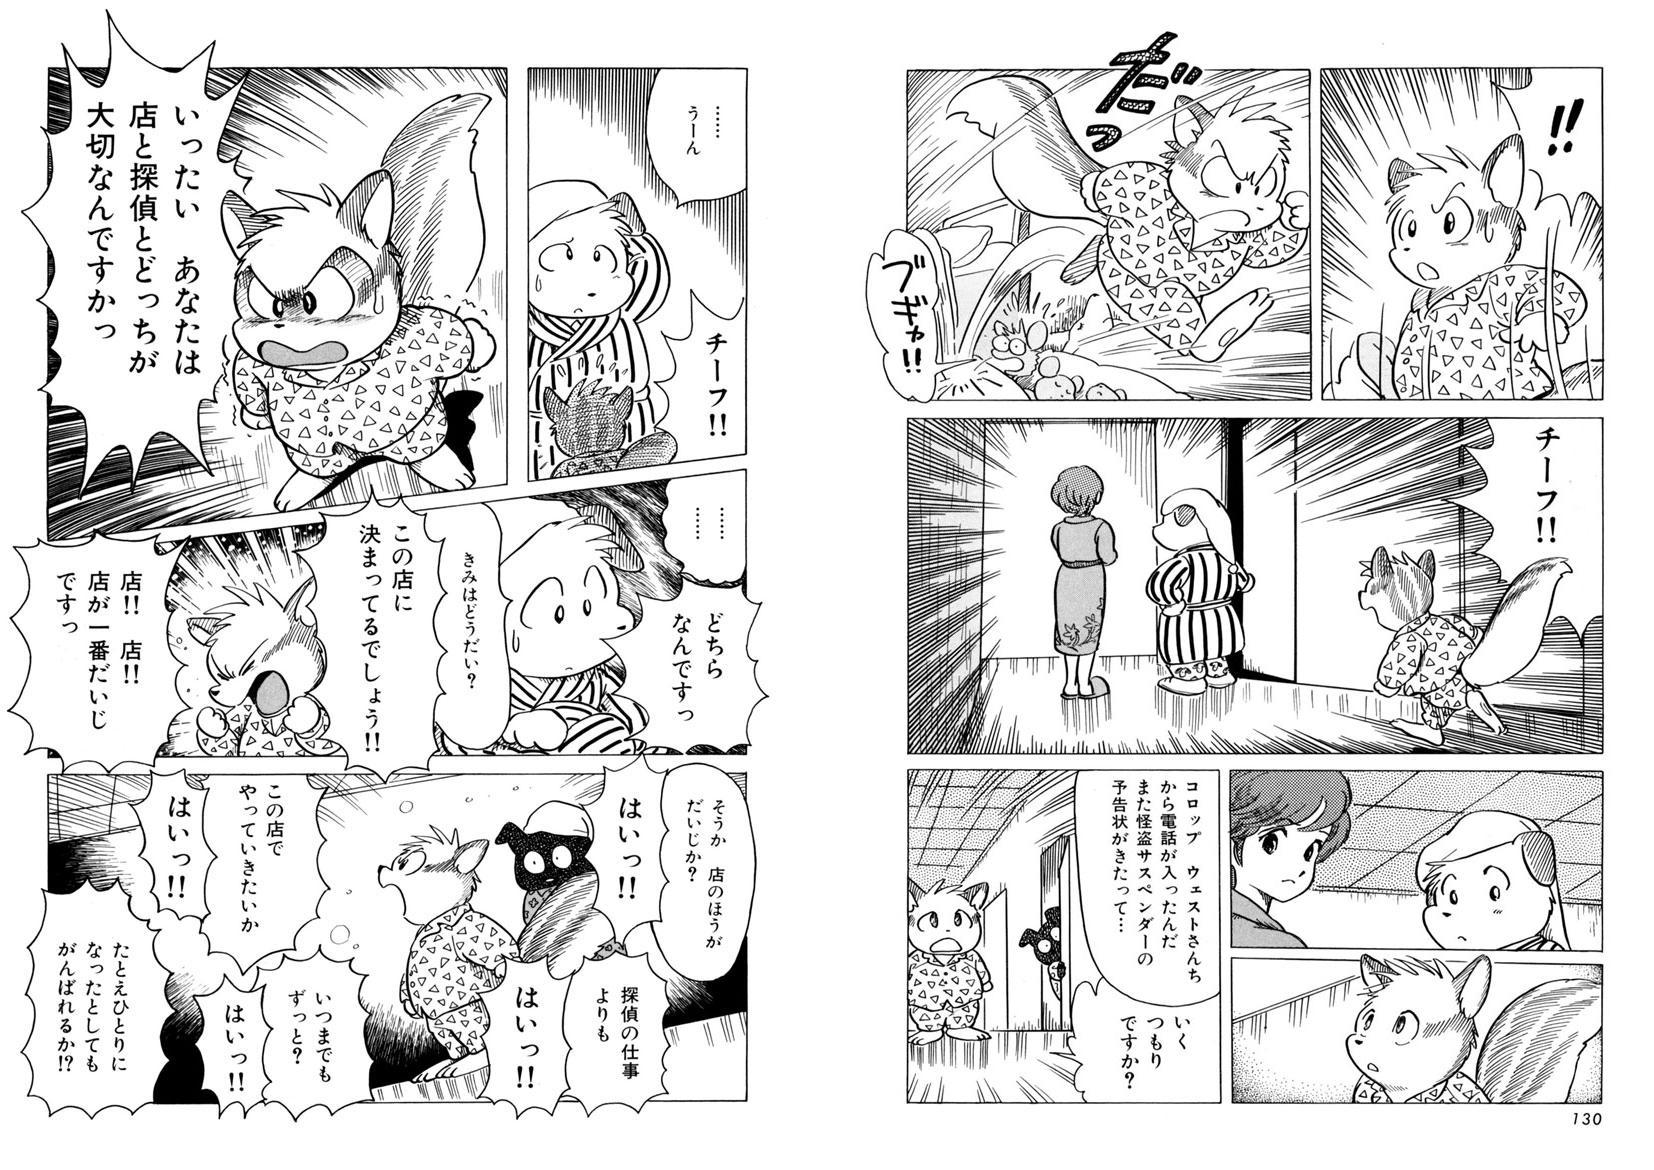 !!
だっ
ブギャ!!
チーフ!!
コロップ ウェストさんち
から電話が入ったんだ
また怪盗サスペンダーの
予告状がきたって…
いく
つもり
ですか?
130
……
うーん
チーフ!!
いったい あなたは
店と探偵とどっちが
大切なんですかっ
……
……
どちら
なんですっ
きみはどうだい?
この店に
決まってるでしょう!!
店!! 店!!
店が一番だいじ
ですっ
そうか 店のほうが
だいじか?
はいっ!!
探偵の仕事
よりも
はいっ!!
この店で
やっていきたいか
はいっ!!
いつまでも
ずっと?
はいっ!!
たとえひとりに
なったとしても
がんばれるか!?